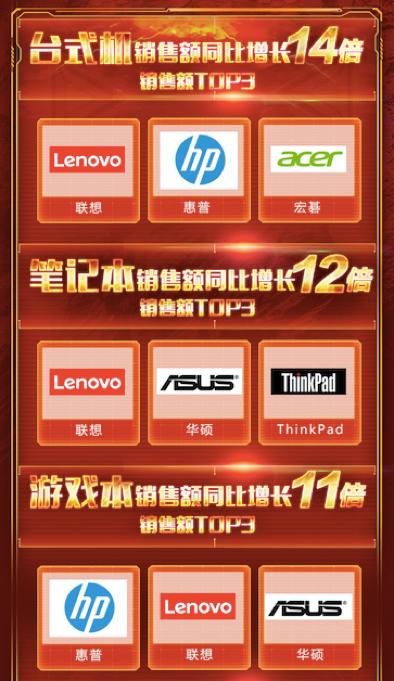 台式机销售额同比增长14倍
销售额TOP3
Lenovo hp acer
联想 惠普 宏碁
笔记本销售额同比增长12倍
销售额TOP3
Lenovo ASUS ThinkPad
联想 华硕 ThinkPad
游戏本销售额同比增长11倍
销售额TOP3
hp Lenovo ASUS
惠普 联想 华硕